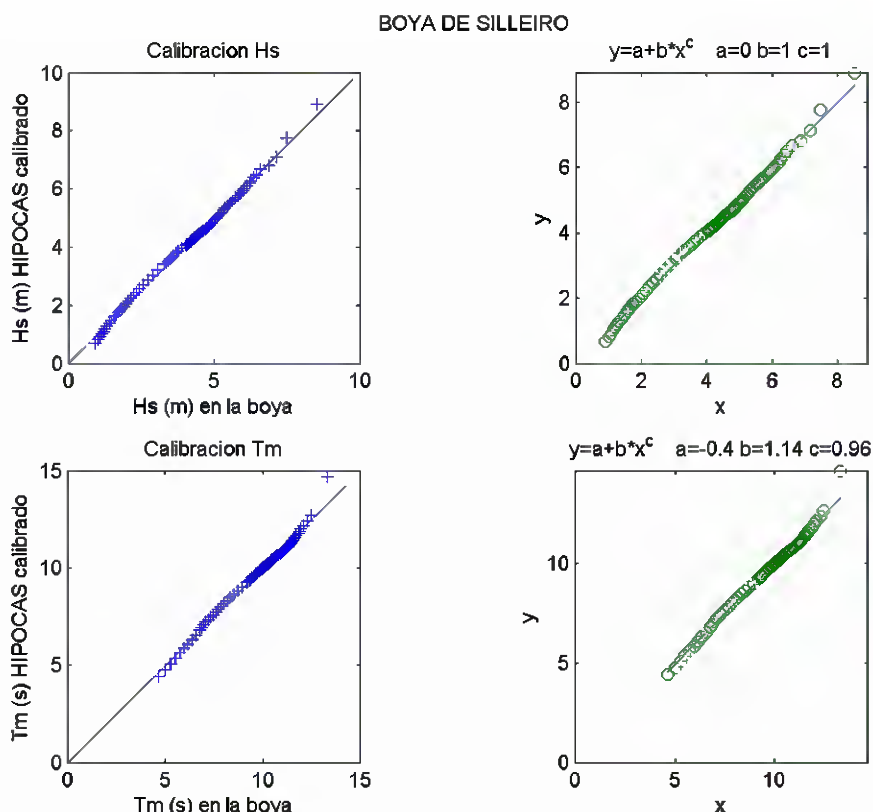 BOYA DE SILLEIRO
Calibracion Hs
Hs (m) HIPOCAS calibrado
10
8
6
4
2
0
0 5 10
Hs (m) en la boya
y=a+b*x^c a=0 b=1 c=1
y
8
6
4
2
0
0 2 4 6 8
x
Calibracion Tm
Tm (s) HIPOCAS calibrado
15
10
5
0
0 5 10 15
Tm (s) en la boya
y=a+b*x^c a=-0.4 b=1.14 c=0.96
y
10
5
0
0 5 10
x